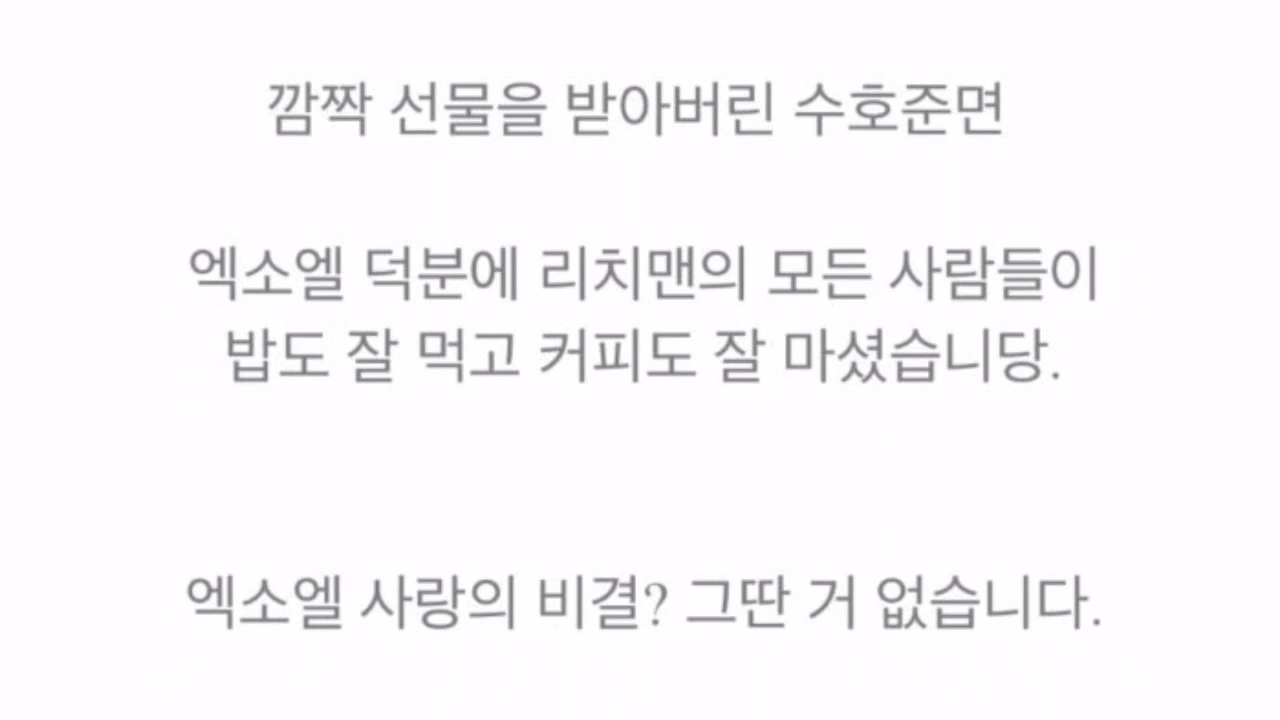 깜짝 선물을 받아버린 수호준면
엑소엘 덕분에 리치맨의 모든 사람들이
밥도 잘 먹고 커피도 잘 마셨습니당.
엑소엘 사랑의 비결? 그딴 거 없습니다.